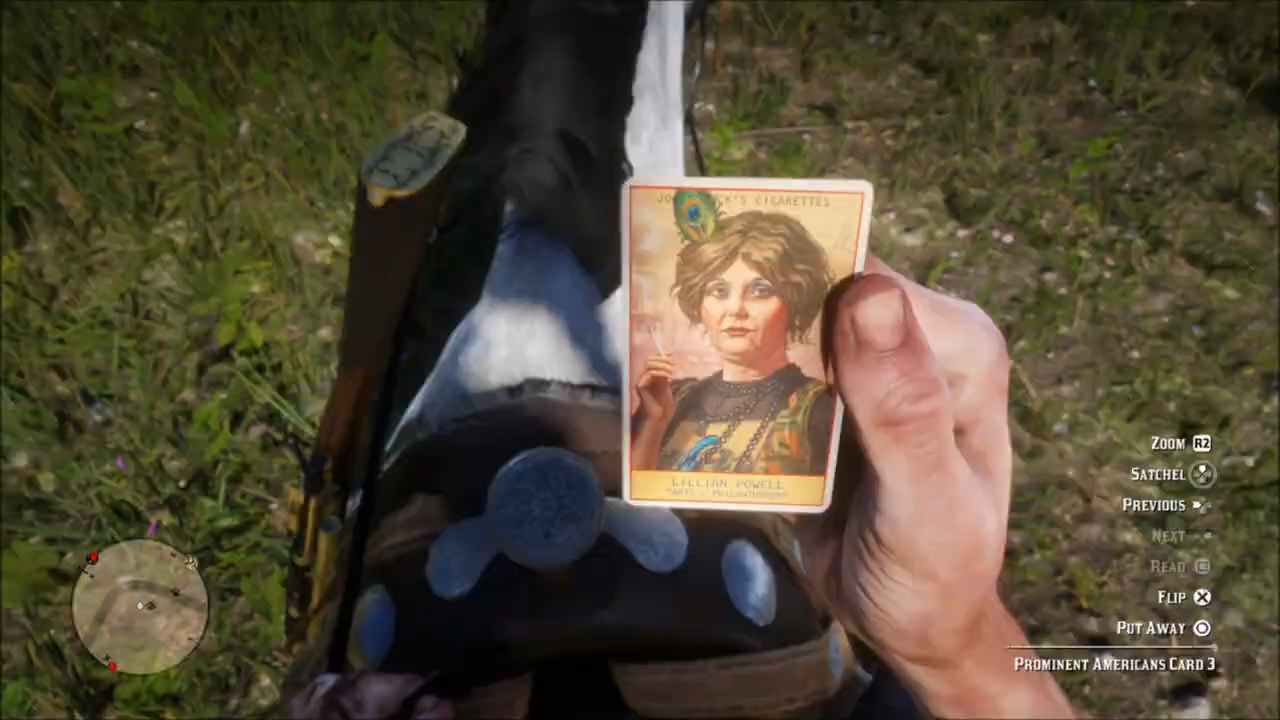 CIGARETTES
LILLIAN POWELL
ZOOM R2
SATCHEL
PREVIOUS
NEXT
READ
FLIP
PUT AWAY
PROMINENT AMERICANS CARD 3